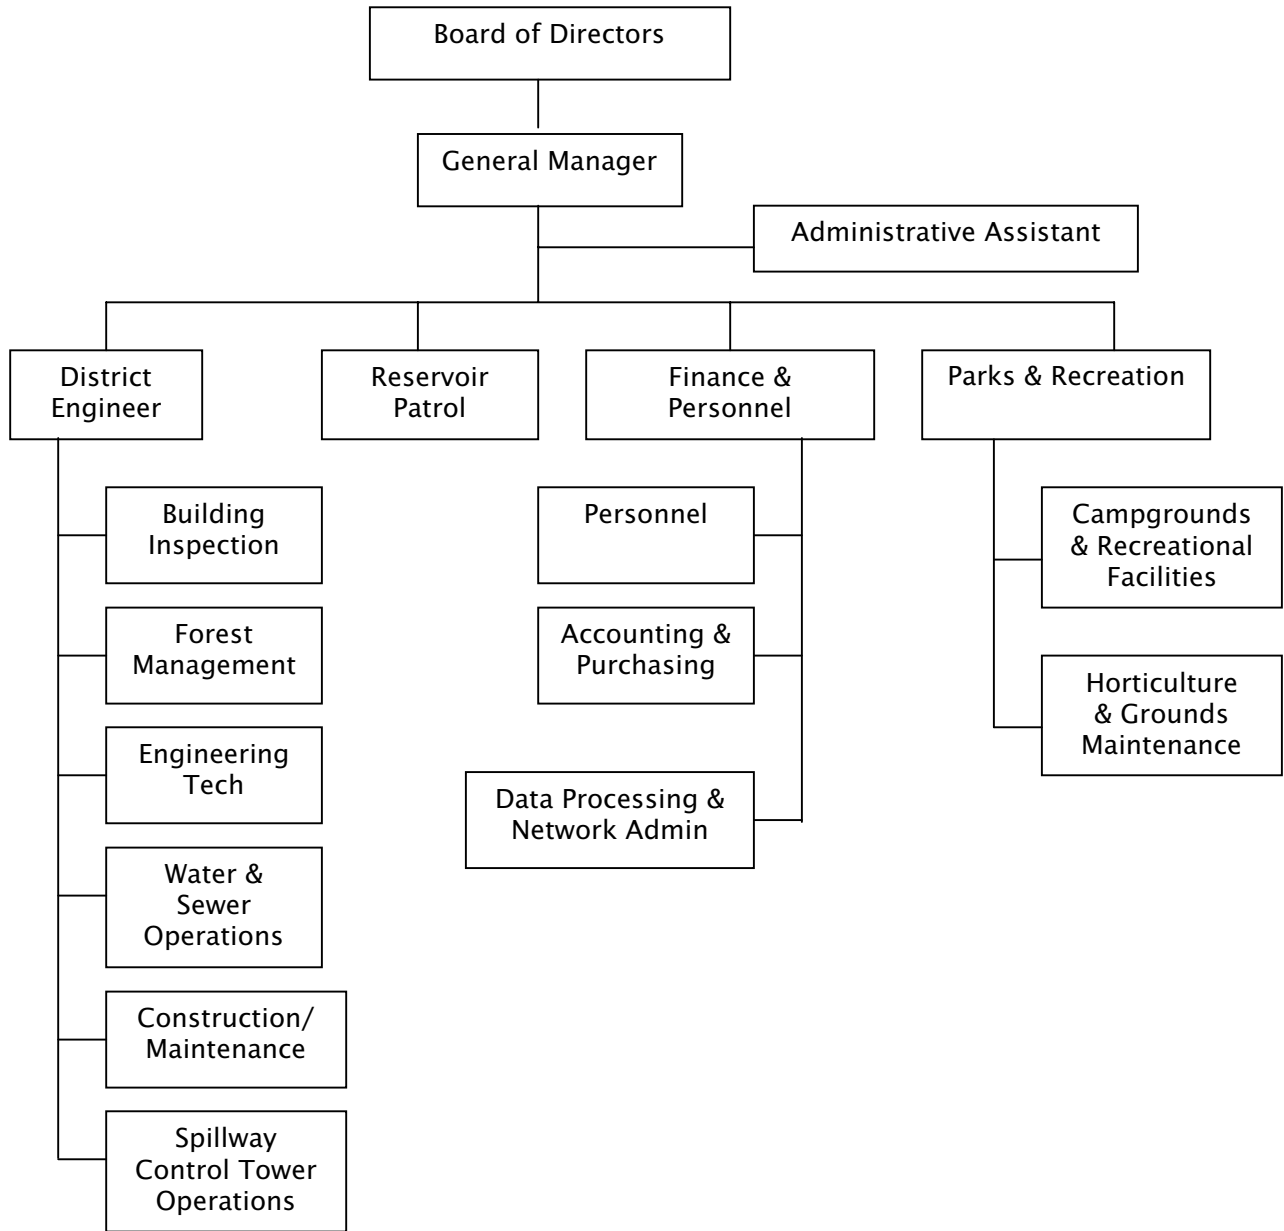 Board of Directors
General Manager
Administrative Assistant
District
Engineer
Reservoir
Patrol
Finance &
Personnel
Parks & Recreation
Building
Inspection
Forest
Management
Engineering
Tech
Water &
Sewer
Operations
Construction/
Maintenance
Spillway
Control Tower
Operations
Personnel
Accounting &
Purchasing
Data Processing &
Network Admin
Campgrounds
& Recreational
Facilities
Horticulture
& Grounds
Maintenance